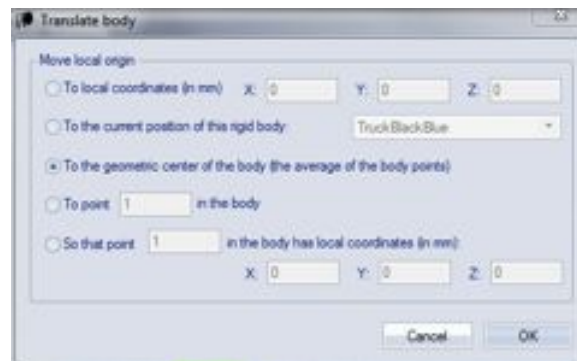 Translate body
Move local origin
To local coordinates (in mm) X: 0 Y: 0 Z: 0
To the current position of this rigid body: TruckBlackBlue
To the geometric center of the body (the average of the body points)
To point 1 in the body
So that point 1 in the body has local coordinates (in mm):
X: 0 Y: 0 Z: 0
Cancel OK